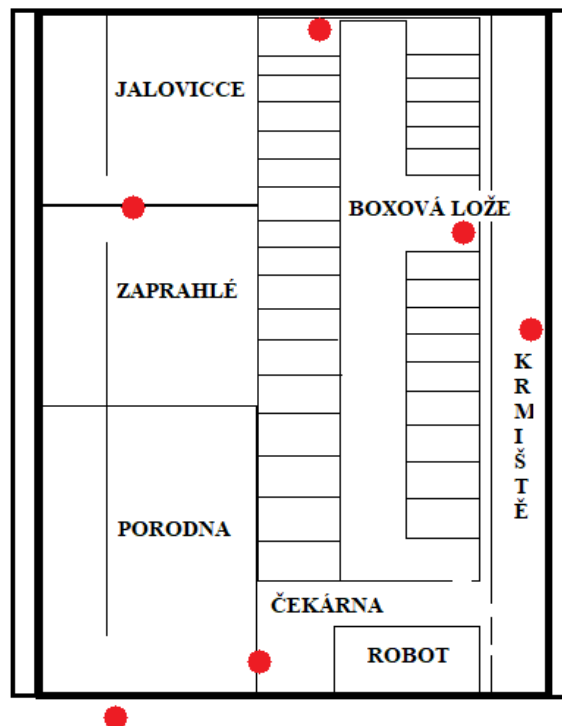 JALOVICCE
BOXOVÁ LOŽE
ZAPRAHLÉ
KRMIŠTĚ
PORODNA
ČEKÁRNA
ROBOT